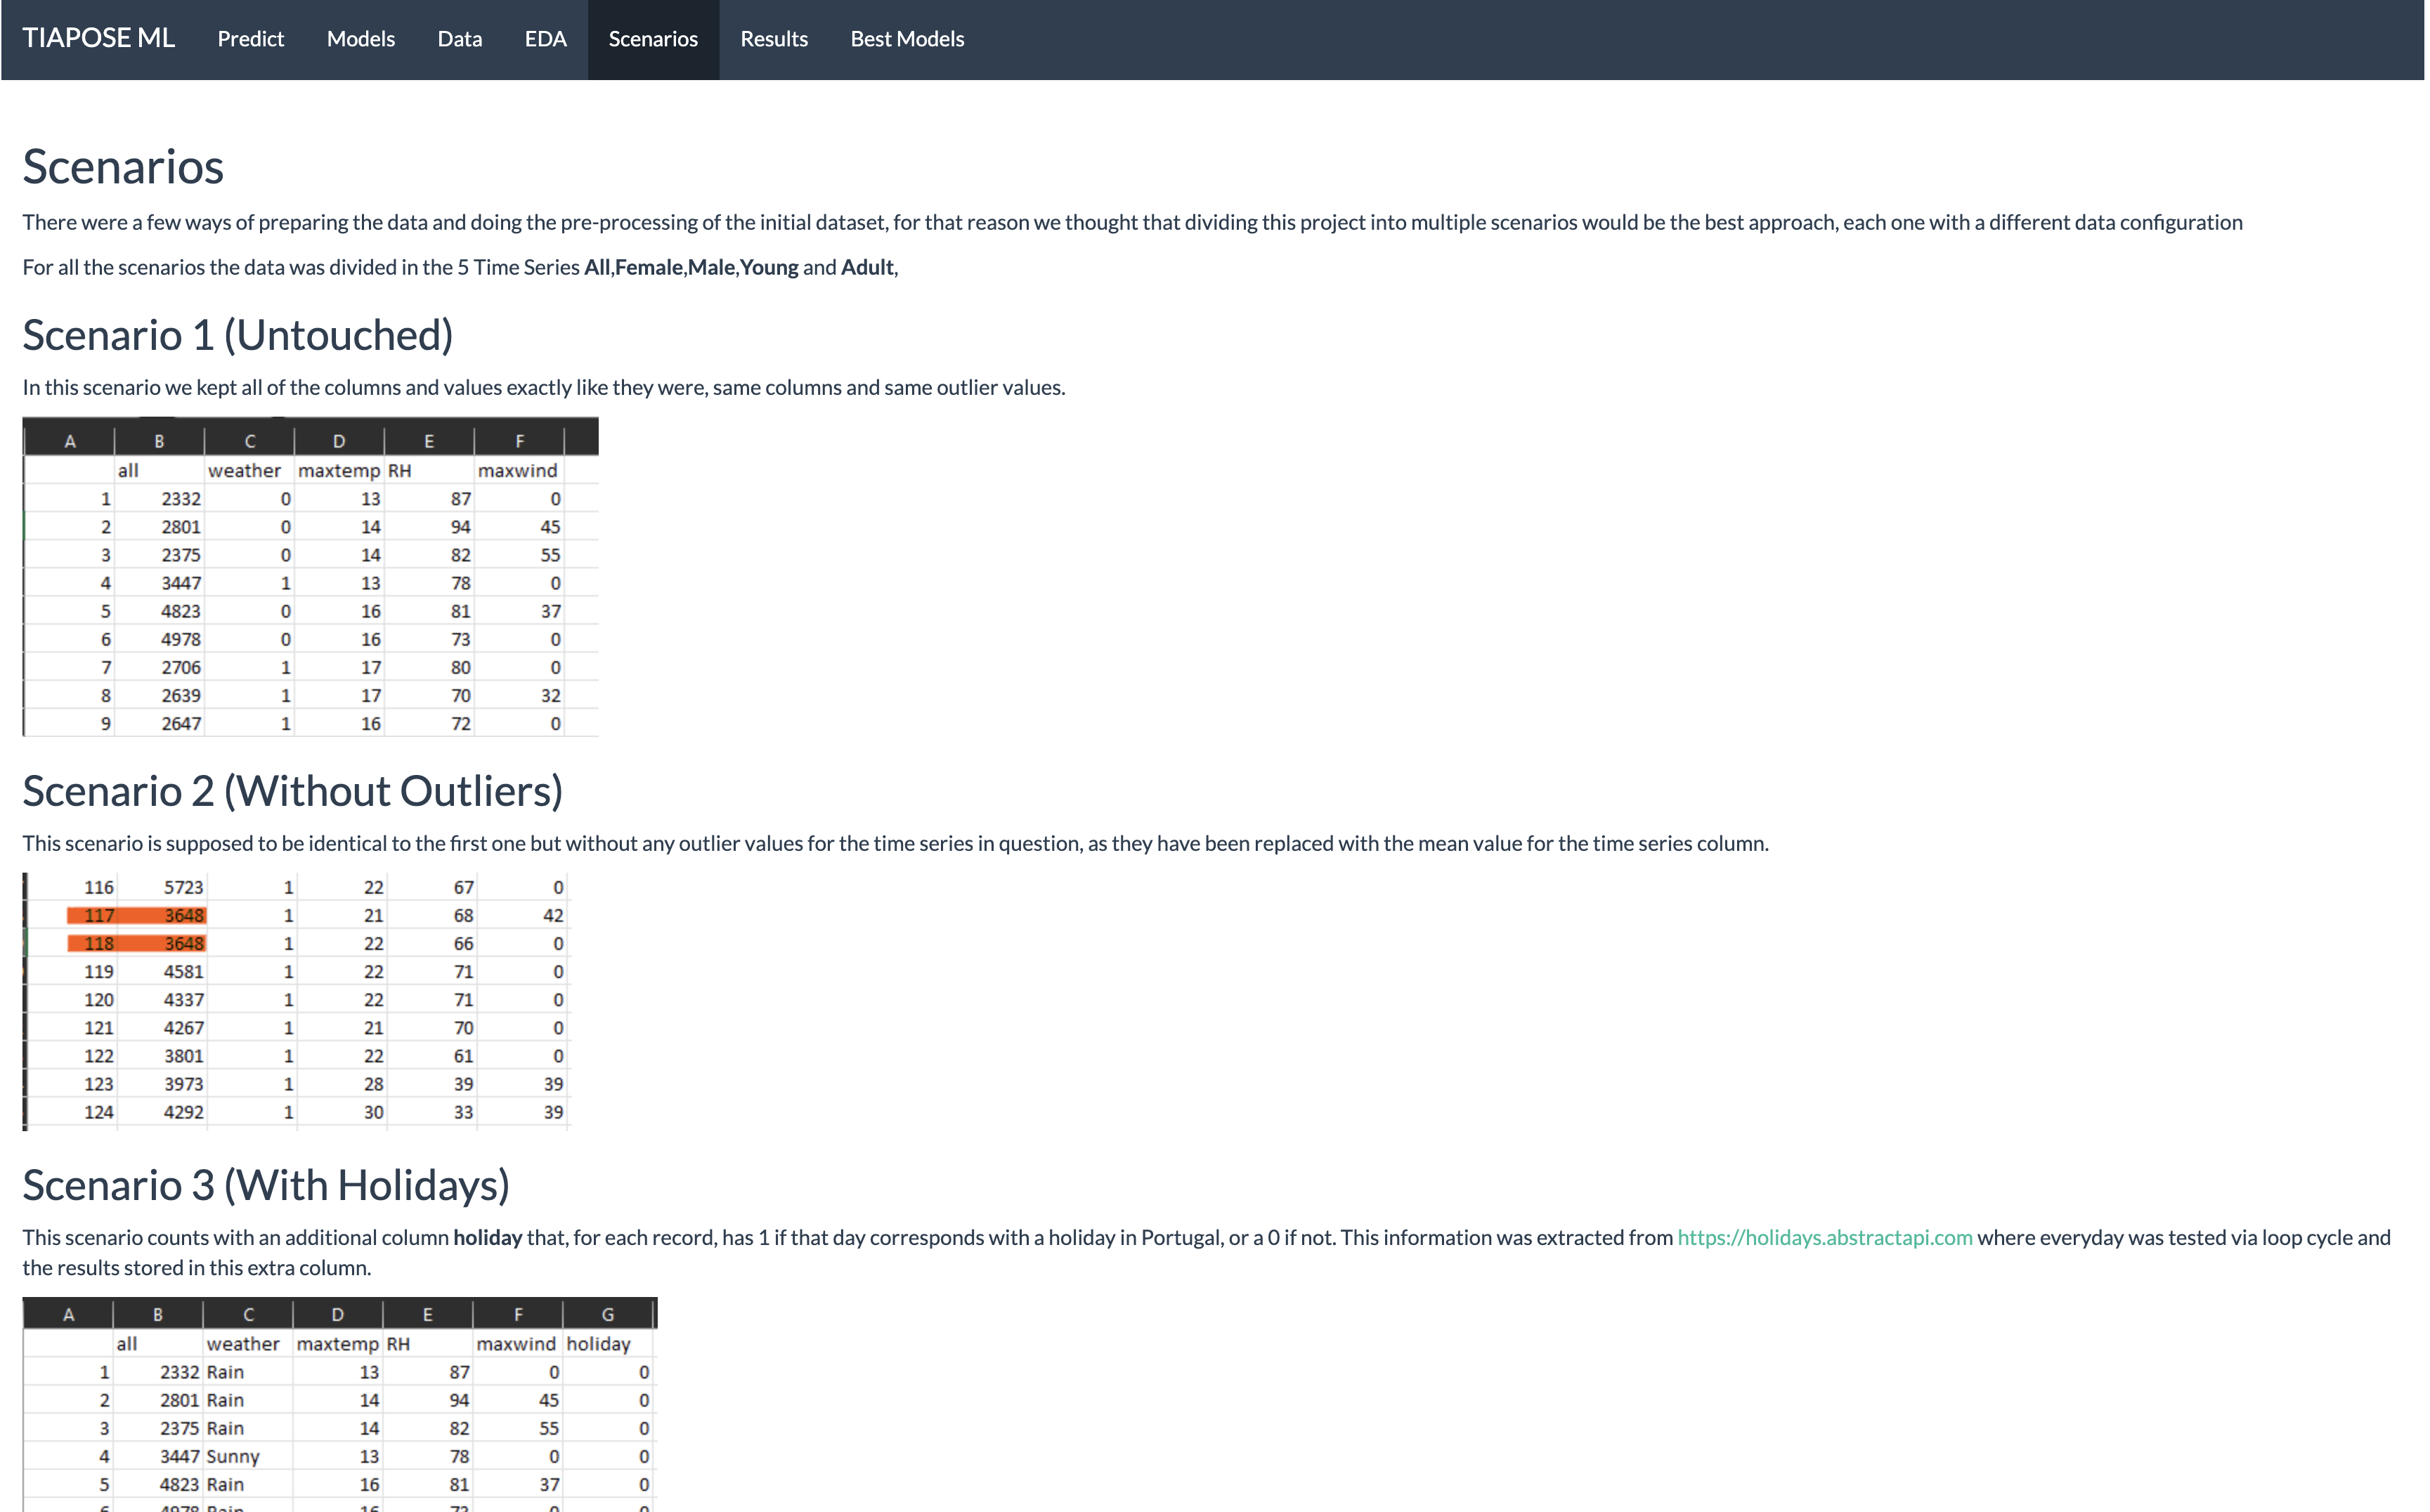 TIAPOSE ML Predict Models Data EDA Scenarios Results Best Models
Scenarios
There were a few ways of preparing the data and doing the pre-processing of the initial dataset, for that reason we thought that dividing this project into multiple scenarios would be the best approach, each one with a different data configuration
For all the scenarios the data was divided in the 5 Time Series All,Female,Male,Young and Adult,
Scenario 1 (Untouched)
In this scenario we kept all of the columns and values exactly like they were, same columns and same outlier values.
A B C D E F
all weather maxtemp RH maxwind
1 2332 0 13 87 0
2 2801 0 14 94 45
3 2375 0 14 82 55
4 3447 1 13 78 0
5 4823 0 16 81 37
6 4978 0 16 73 0
7 2706 1 17 80 0
8 2639 1 17 70 32
9 2647 1 16 72 0
Scenario 2 (Without Outliers)
This scenario is supposed to be identical to the first one but without any outlier values for the time series in question, as they have been replaced with the mean value for the time series column.
116 5723 1 22 67 0
117 3648 1 21 68 42
118 3648 1 22 66 0
119 4581 1 22 71 0
120 4337 1 22 71 0
121 4267 1 21 70 0
122 3801 1 22 61 0
123 3973 1 28 39 39
124 4292 1 30 33 39
Scenario 3 (With Holidays)
This scenario counts with an additional column holiday that, for each record, has 1 if that day corresponds with a holiday in Portugal, or a 0 if not. This information was extracted from https://holidays.abstractapi.com where everyday was tested via loop cycle and
the results stored in this extra column.
A B C D E F G
all weather maxtemp RH maxwind holiday
1 2332 Rain 13 87 0 0
2 2801 Rain 14 94 45 0
3 2375 Rain 14 82 55 0
4 3447 Sunny 13 78 0 0
5 4823 Rain 16 81 37 0
6 4978 Rain 16 73 0 0